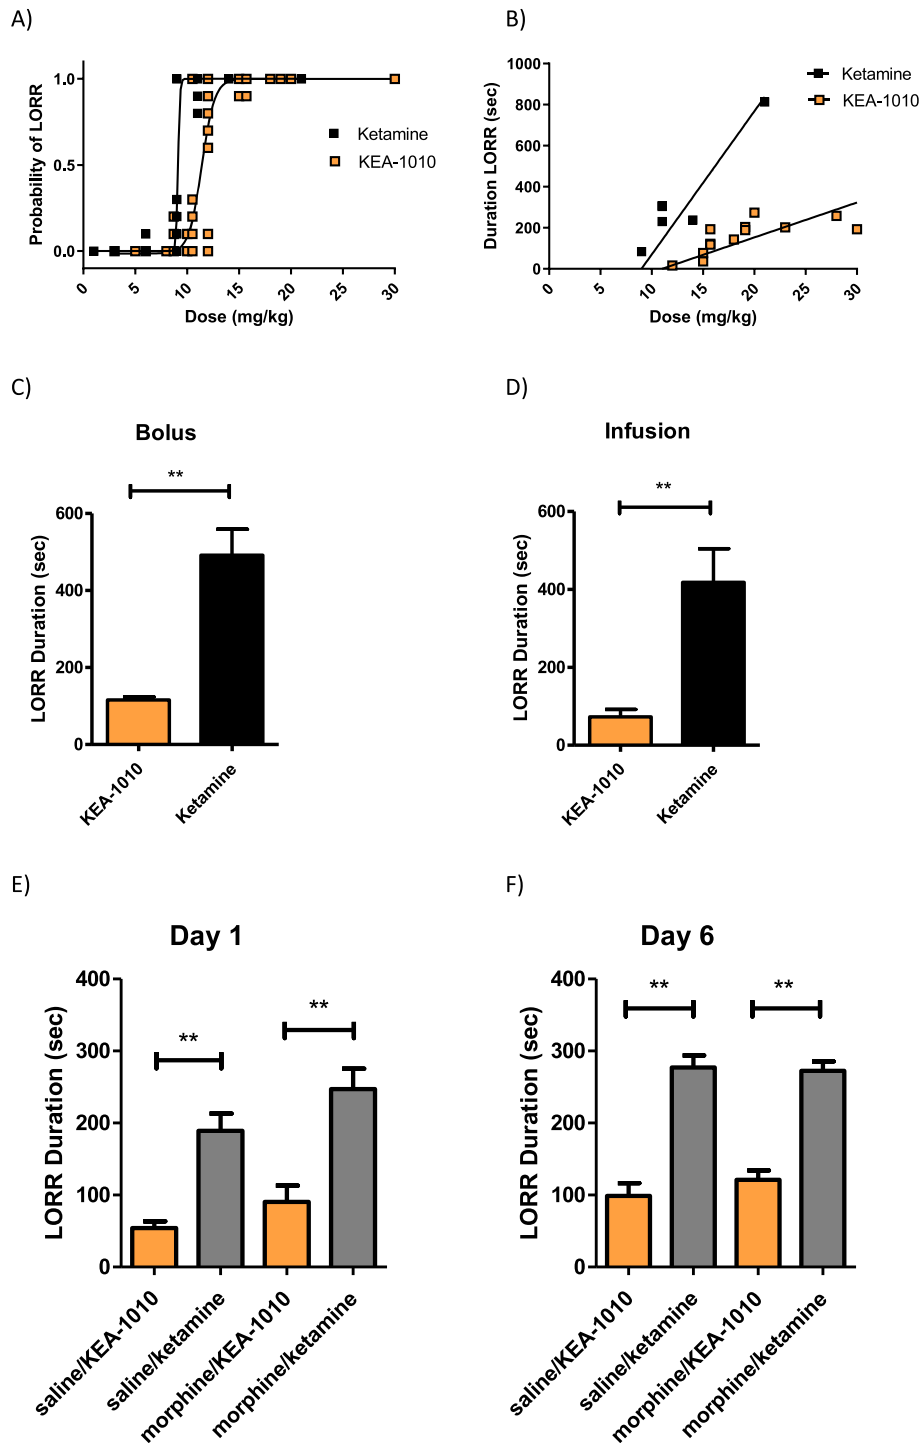 A)
Probability of LORR
1.0
0.5
0.0
0
5
10
15
20
25
30
Dose (mg/kg)
Ketamine
KEA-1010
B)
Duration LORR (sec)
1000
800
600
400
200
0
0
5
10
15
20
25
30
Dose (mg/kg)
Ketamine
KEA-1010
C)
Bolus
**
LORR Duration (sec)
600
400
200
0
KEA-1010
Ketamine
D)
Infusion
**
LORR Duration (sec)
600
400
200
0
KEA-1010
Ketamine
E)
Day 1
**
**
LORR Duration (sec)
400
300
200
100
0
saline/KEA-1010
saline/ketamine
morphine/KEA-1010
morphine/ketamine
F)
Day 6
**
**
LORR Duration (sec)
400
300
200
100
0
saline/KEA-1010
saline/ketamine
morphine/KEA-1010
morphine/ketamine